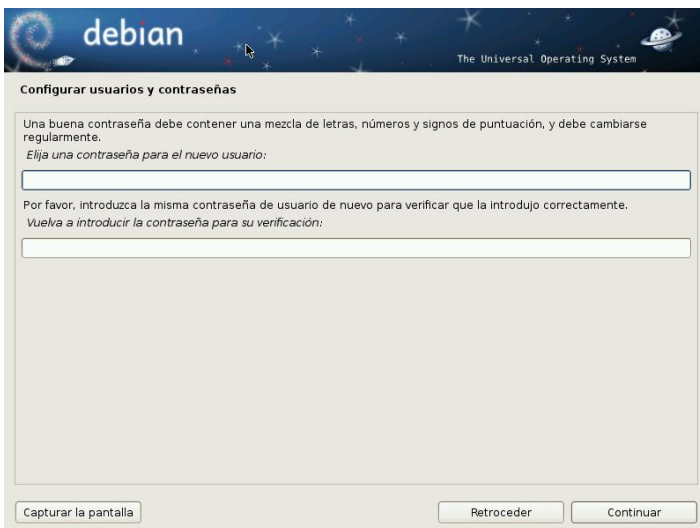 debian
The Universal Operating System
Configurar usuarios y contraseñas
Una buena contraseña debe contener una mezcla de letras, números y signos de puntuación, y debe cambiarse
regularmente.
Elija una contraseña para el nuevo usuario:
Por favor, introduzca la misma contraseña de usuario de nuevo para verificar que la introdujo correctamente.
Vuelva a introducir la contraseña para su verificación:
Capturar la pantalla
Retroceder
Continuar